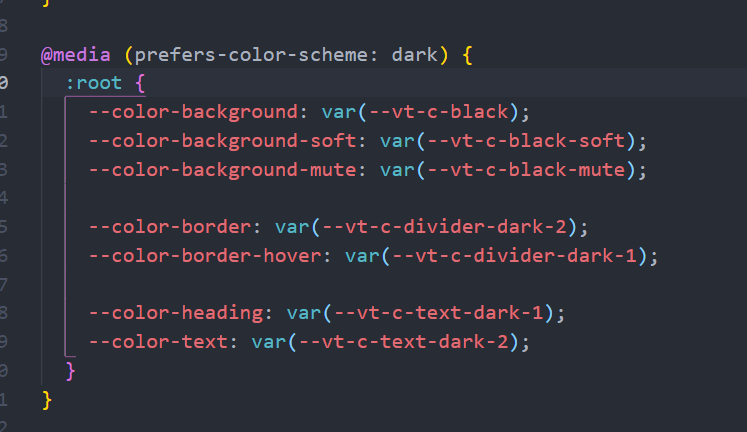 }
8
9 @media (prefers-color-scheme: dark) {
0 :root {
1 --color-background: var(--vt-c-black);
2 --color-background-soft: var(--vt-c-black-soft);
3 --color-background-mute: var(--vt-c-black-mute);
4
5 --color-border: var(--vt-c-divider-dark-2);
6 --color-border-hover: var(--vt-c-divider-dark-1);
7
8 --color-heading: var(--vt-c-text-dark-1);
9 --color-text: var(--vt-c-text-dark-2);
0 }
1 }
2